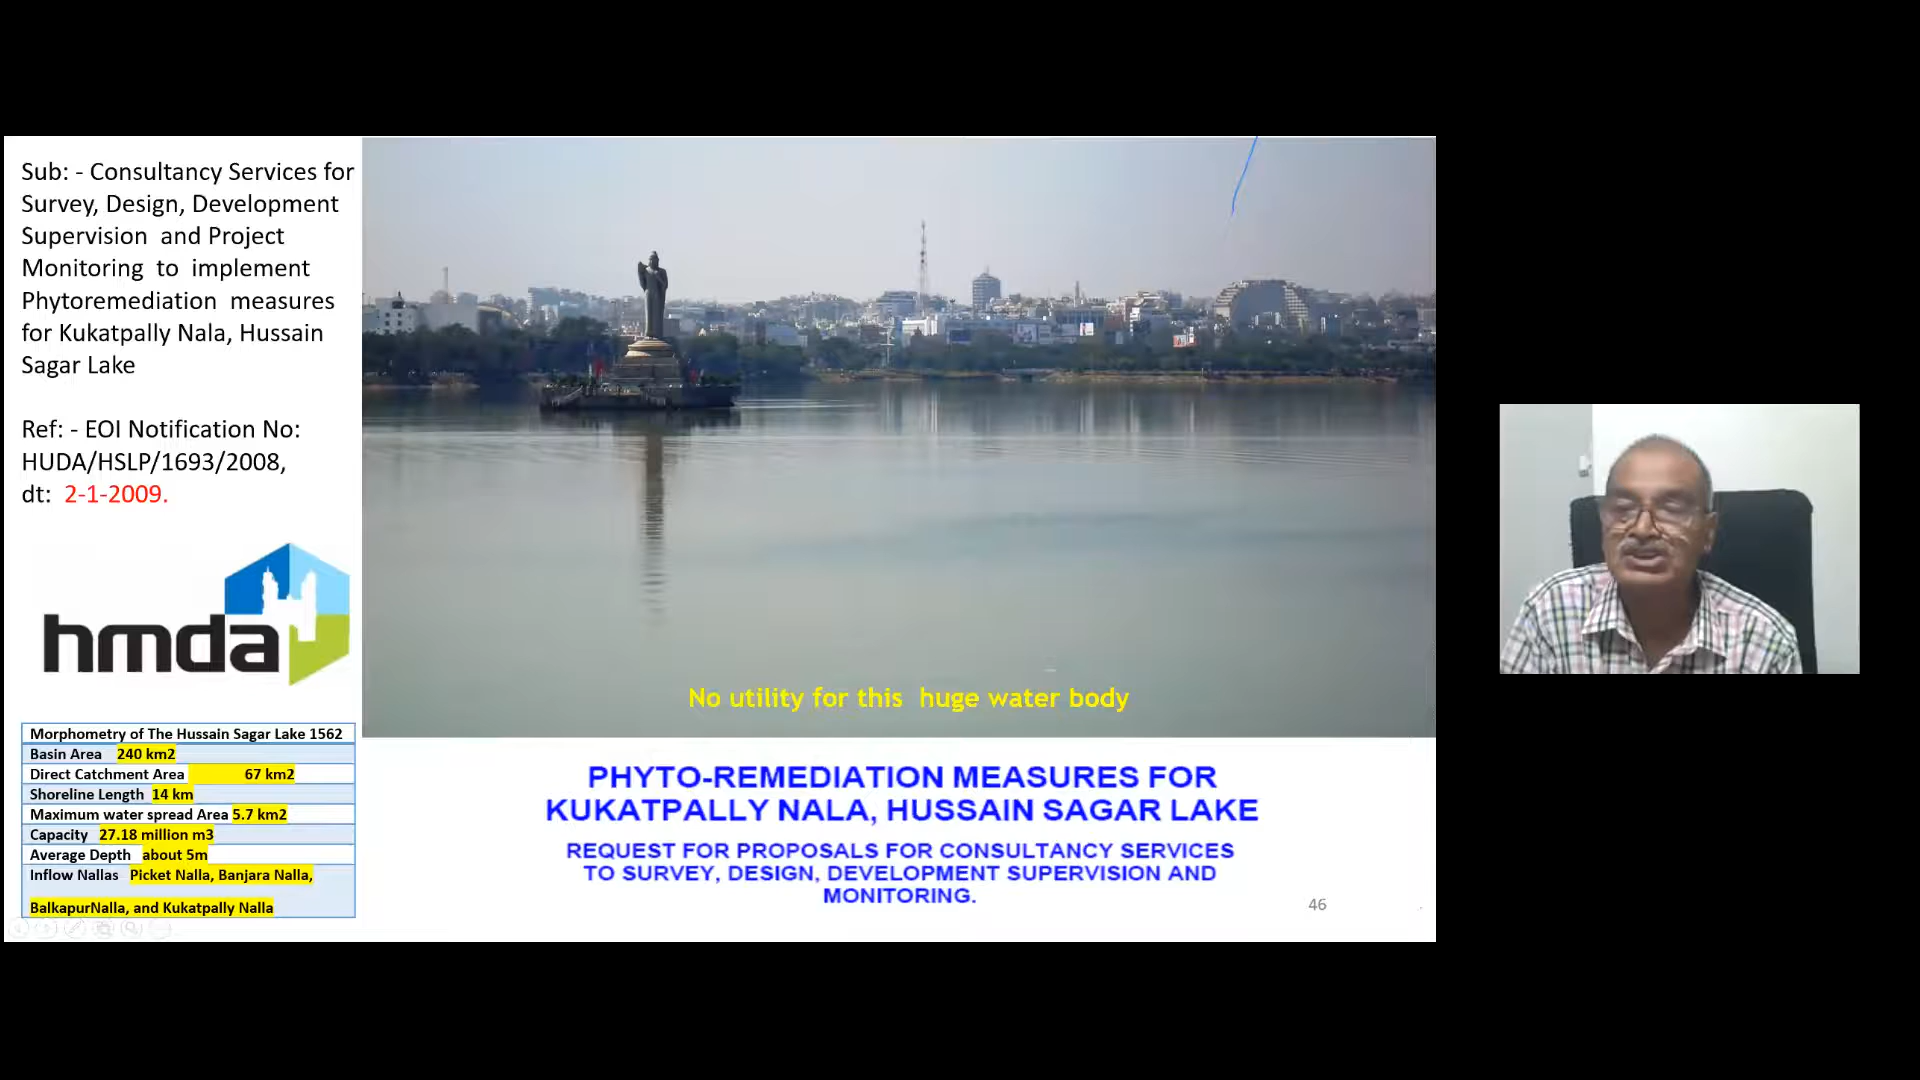 Sub: - Consultancy Services for
Survey, Design, Development
Supervision and Project
Monitoring to implement
Phytoremediation measures
for Kukatpally Nala, Hussain
Sagar Lake
Ref: - EOI Notification No:
HUDA/HSLP/1693/2008,
dt: 2-1-2009.
hmda
Morphometry of The Hussain Sagar Lake 1562
Basin Area 240 km2
Direct Catchment Area 67 km2
Shoreline Length 14 km
Maximum water spread Area 5.7 km2
Capacity 27.18 million m3
Average Depth about 5m
Inflow Nallas Picket Nalla, Banjara Nalla,
BalkapurNalla, and Kukatpally Nalla
No utility for this huge water body
PHYTO-REMEDIATION MEASURES FOR
KUKATPALLY NALA, HUSSAIN SAGAR LAKE
REQUEST FOR PROPOSALS FOR CONSULTANCY SERVICES
TO SURVEY, DESIGN, DEVELOPMENT SUPERVISION AND
MONITORING.
46